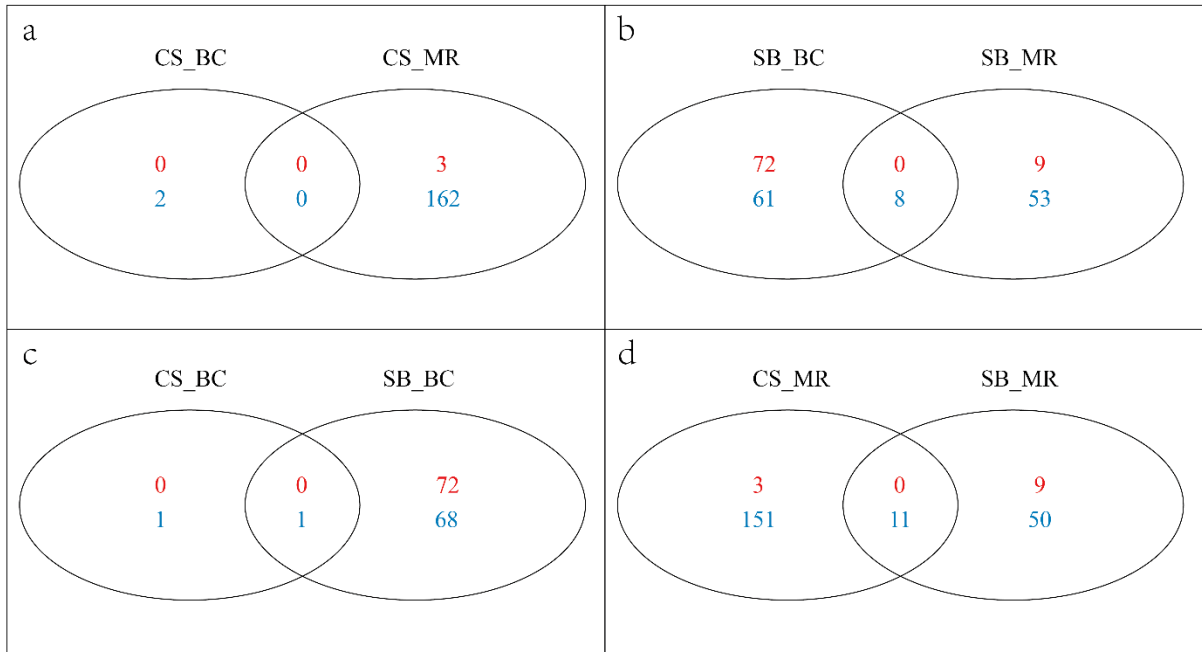 a
CS_BC CS_MR
0 0 3
2 0 162
b
SB_BC SB_MR
72 0 9
61 8 53
c
CS_BC SB_BC
0 0 72
1 1 68
d
CS_MR SB_MR
3 0 9
151 11 50